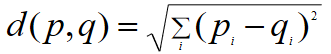 d(p,q) = √∑ᵢ(pᵢ − qᵢ)²